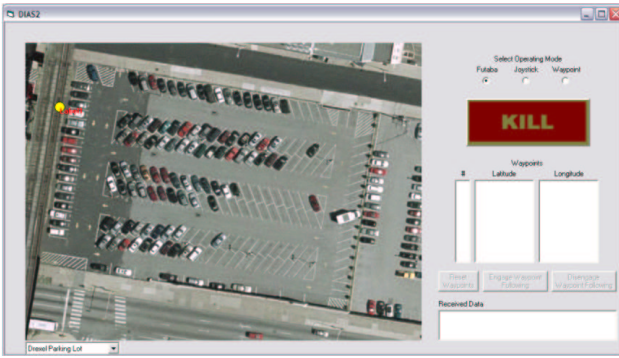 DIAS2
Select Operating Mode
Futaba Joystick Waypoint
KILL
Waypoints
# Latitude Longitude
Reset Waypoints
Engage Waypoint Following
Disengage Waypoint Following
Received Data
Drexel Parking Lot